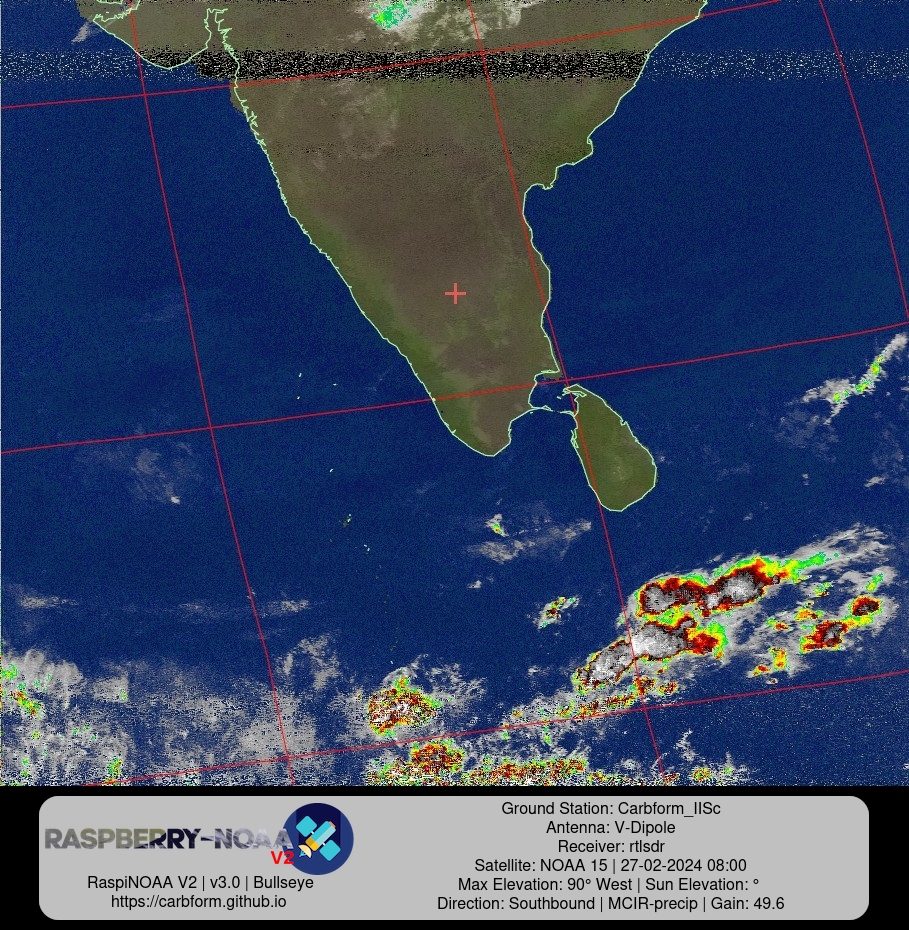 RASPBERRY-NOAA
V2
RaspiNOAA V2 | v3.0 | Bullseye
https://carbform.github.io
Ground Station: Carbform_IISc
Antenna: V-Dipole
Receiver: rtlsdr
Satellite: NOAA 15 | 27-02-2024 08:00
Max Elevation: 90° West | Sun Elevation: °
Direction: Southbound | MCIR-precip | Gain: 49.6